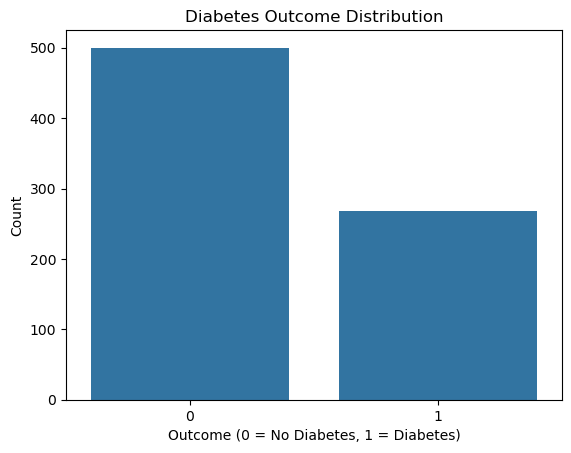 Diabetes Outcome Distribution
500
400
300
200
100
0
Count
0 1
Outcome (0 = No Diabetes, 1 = Diabetes)